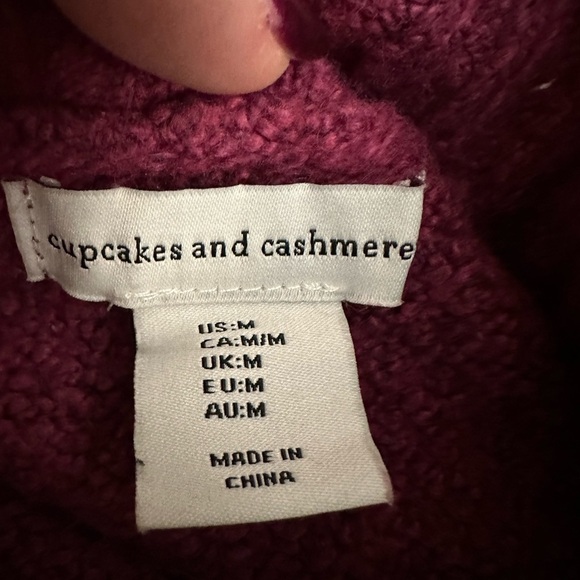 cupcakes and cashmere
US:M
CA:M/M
UK:M
EU:M
AU:M
MADE IN
CHINA